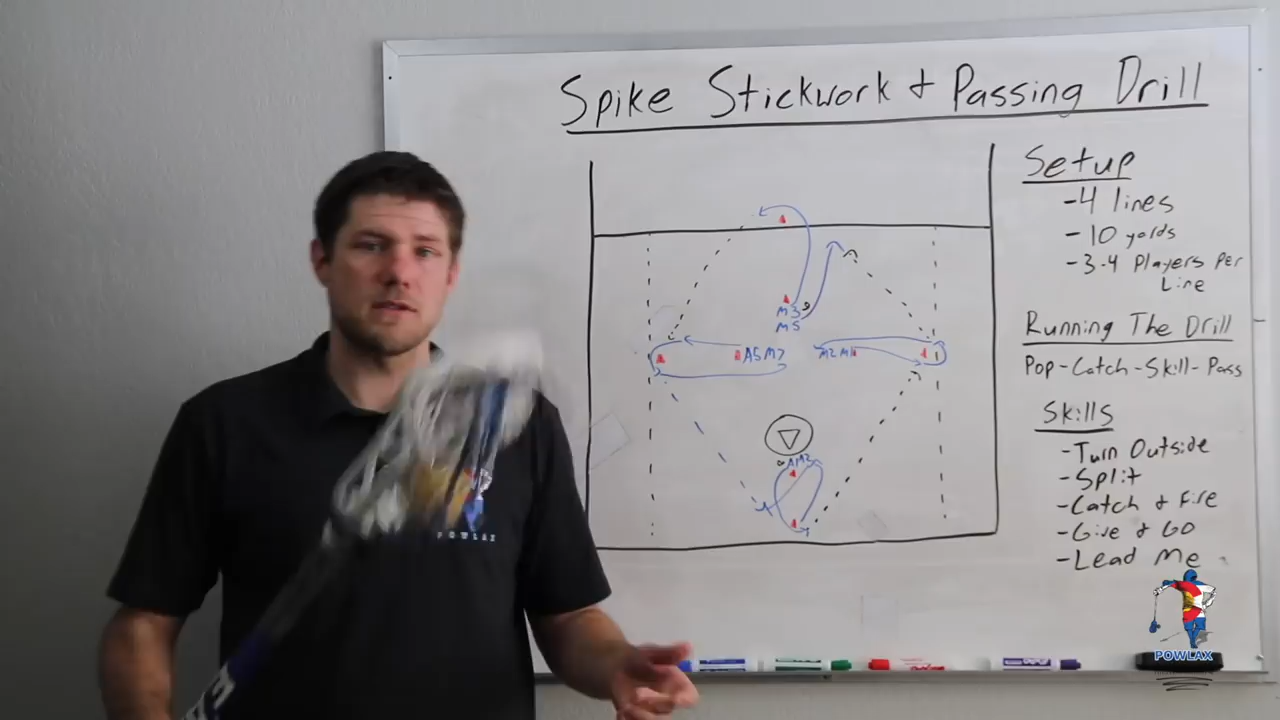 Spike Stickwork + Passing Drill
Setup
-4 lines
-10 yards
-3-4 Players Per
Line
Running The Drill
Pop-Catch-Skill-Pass
Skills
-Turn Outside
-Split
-Catch + Fire
-Give + Go
-Lead Me
M3
M5
A5 M7
M2 M1
A1 A2
POWLAX
POWLAX